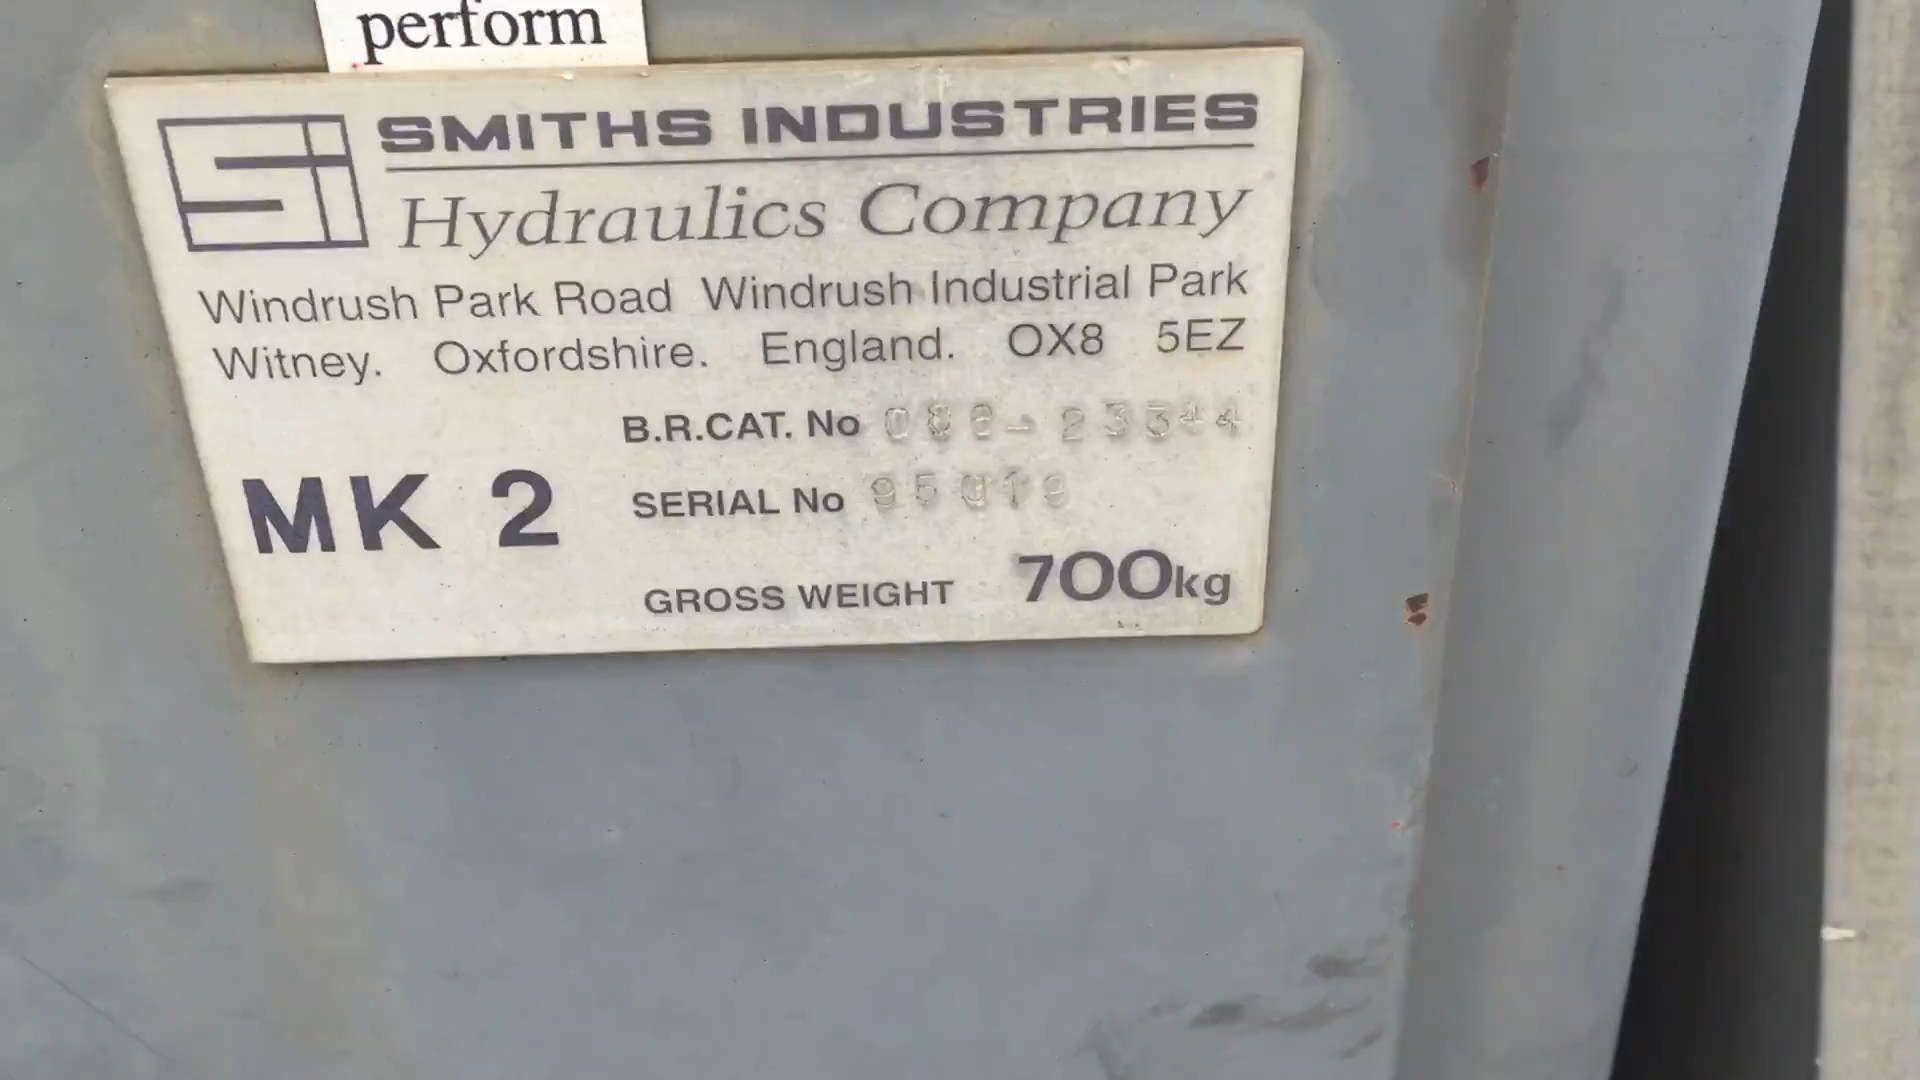 perform
Si SMITHS INDUSTRIES
Hydraulics Company
Windrush Park Road Windrush Industrial Park
Witney. Oxfordshire. England. OX8 5EZ
B.R.CAT. No
MK 2 SERIAL No
GROSS WEIGHT 700kg